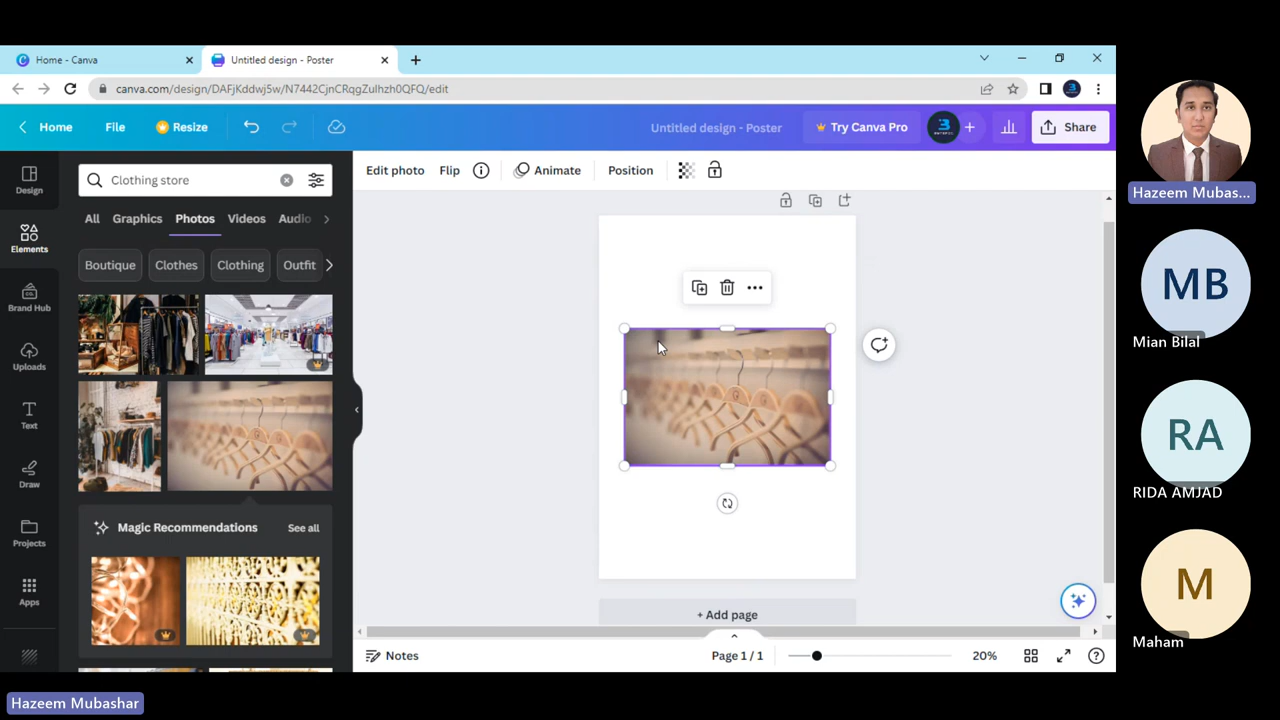 Home - Canva
Untitled design - Poster
canva.com/design/DAFjKddwj5w/N7442CjnCRqgZuIhzh0QFQ/edit
Home
File
Resize
Untitled design - Poster
Try Canva Pro
Share
Design
Elements
Brand Hub
Uploads
Text
Draw
Projects
Apps
Clothing store
All
Graphics
Photos
Videos
Audio
Boutique
Clothes
Clothing
Outfit
Magic Recommendations
See all
Edit photo
Flip
Animate
Position
+ Add page
Notes
Page 1 / 1
20%
Hazeem Mubas...
MB
Mian Bilal
RA
RIDA AMJAD
M
Maham
Hazeem Mubashar